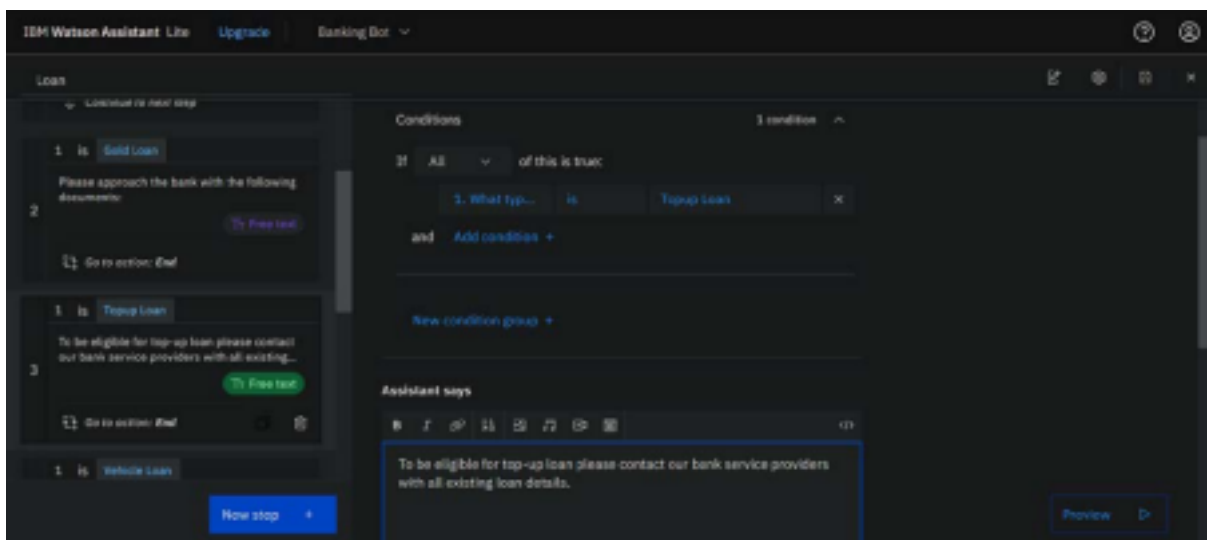 IBM Watson Assistant Lite Upgrade Banking Bot
Loan
Continue to next step
1 is Gold Loan
Please approach the bank with the following
documents:
2
Free text
Go to action: End
1 is Topup Loan
To be eligible for top-up loan please contact
our bank service providers with all existing...
3
Free text
Go to action: End
1 is Vehicle Loan
New step +
Conditions 1 condition
If All of this is true:
1. What typ... is Topup Loan ×
and Add condition +
New condition group +
Assistant says
B I
To be eligible for top-up loan please contact our bank service providers
with all existing loan details.
Preview